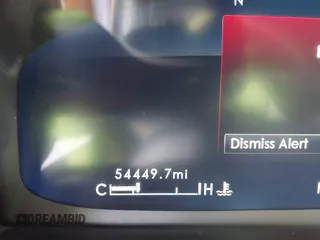 N
Dismiss Alert
54449.7mi
C H
DREAMBID